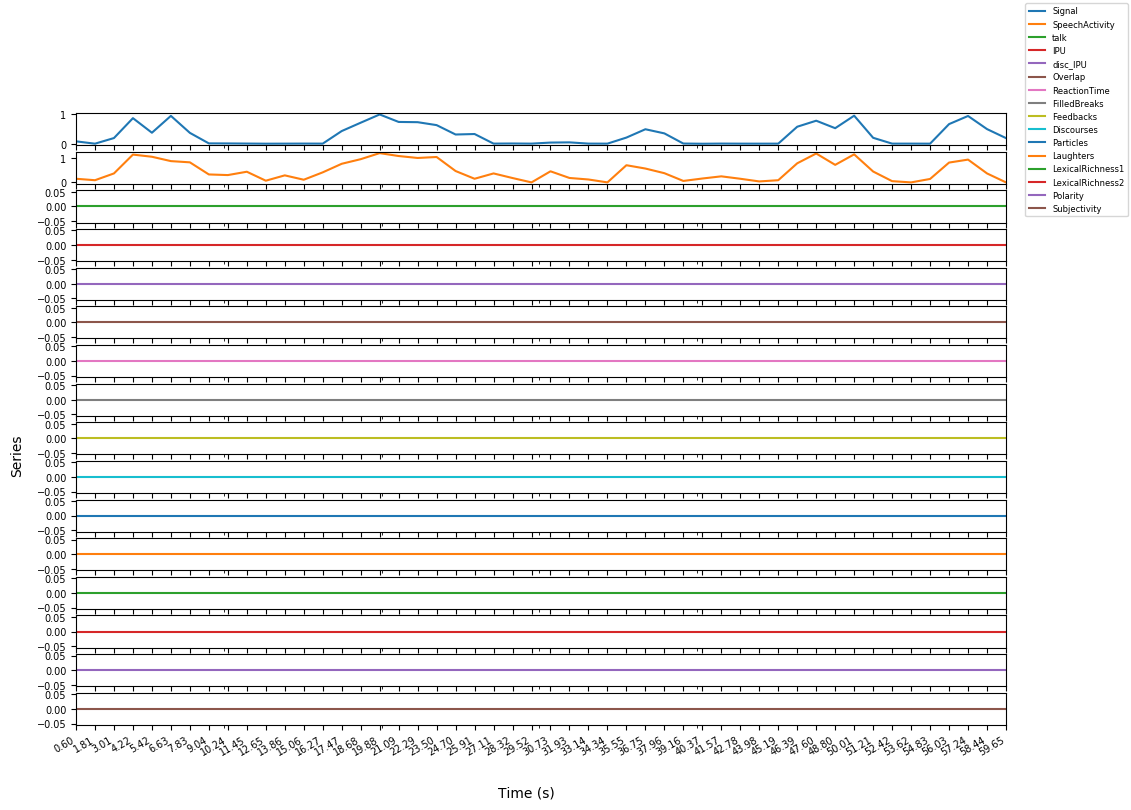 Signal
SpeechActivity
talk
IPU
disc_IPU
Overlap
ReactionTime
FilledBreaks
Feedbacks
Discourses
Particles
Laughters
LexicalRichness1
LexicalRichness2
Polarity
Subjectivity
1
0
1
0
0.05
0.00
−0.05
0.05
0.00
−0.05
0.05
0.00
−0.05
0.05
0.00
−0.05
0.05
0.00
−0.05
0.05
0.00
−0.05
0.05
0.00
−0.05
0.05
0.00
−0.05
0.05
0.00
−0.05
0.05
0.00
−0.05
0.05
0.00
−0.05
0.05
0.00
−0.05
0.05
0.00
−0.05
0.05
0.00
−0.05
Series
0.60 1.81 3.01 4.22 5.42 6.63 7.83 9.04 10.24 11.45 12.65 13.86 15.06 16.27 17.47 18.68 19.88 21.09 22.29 23.50 24.70 25.91 27.11 28.32 29.52 30.73 31.93 33.14 34.34 35.55 36.75 37.96 39.16 40.37 41.57 42.78 43.98 45.19 46.39 47.60 48.80 50.01 51.21 52.42 53.62 54.83 56.03 57.24 58.44 59.65
Time (s)